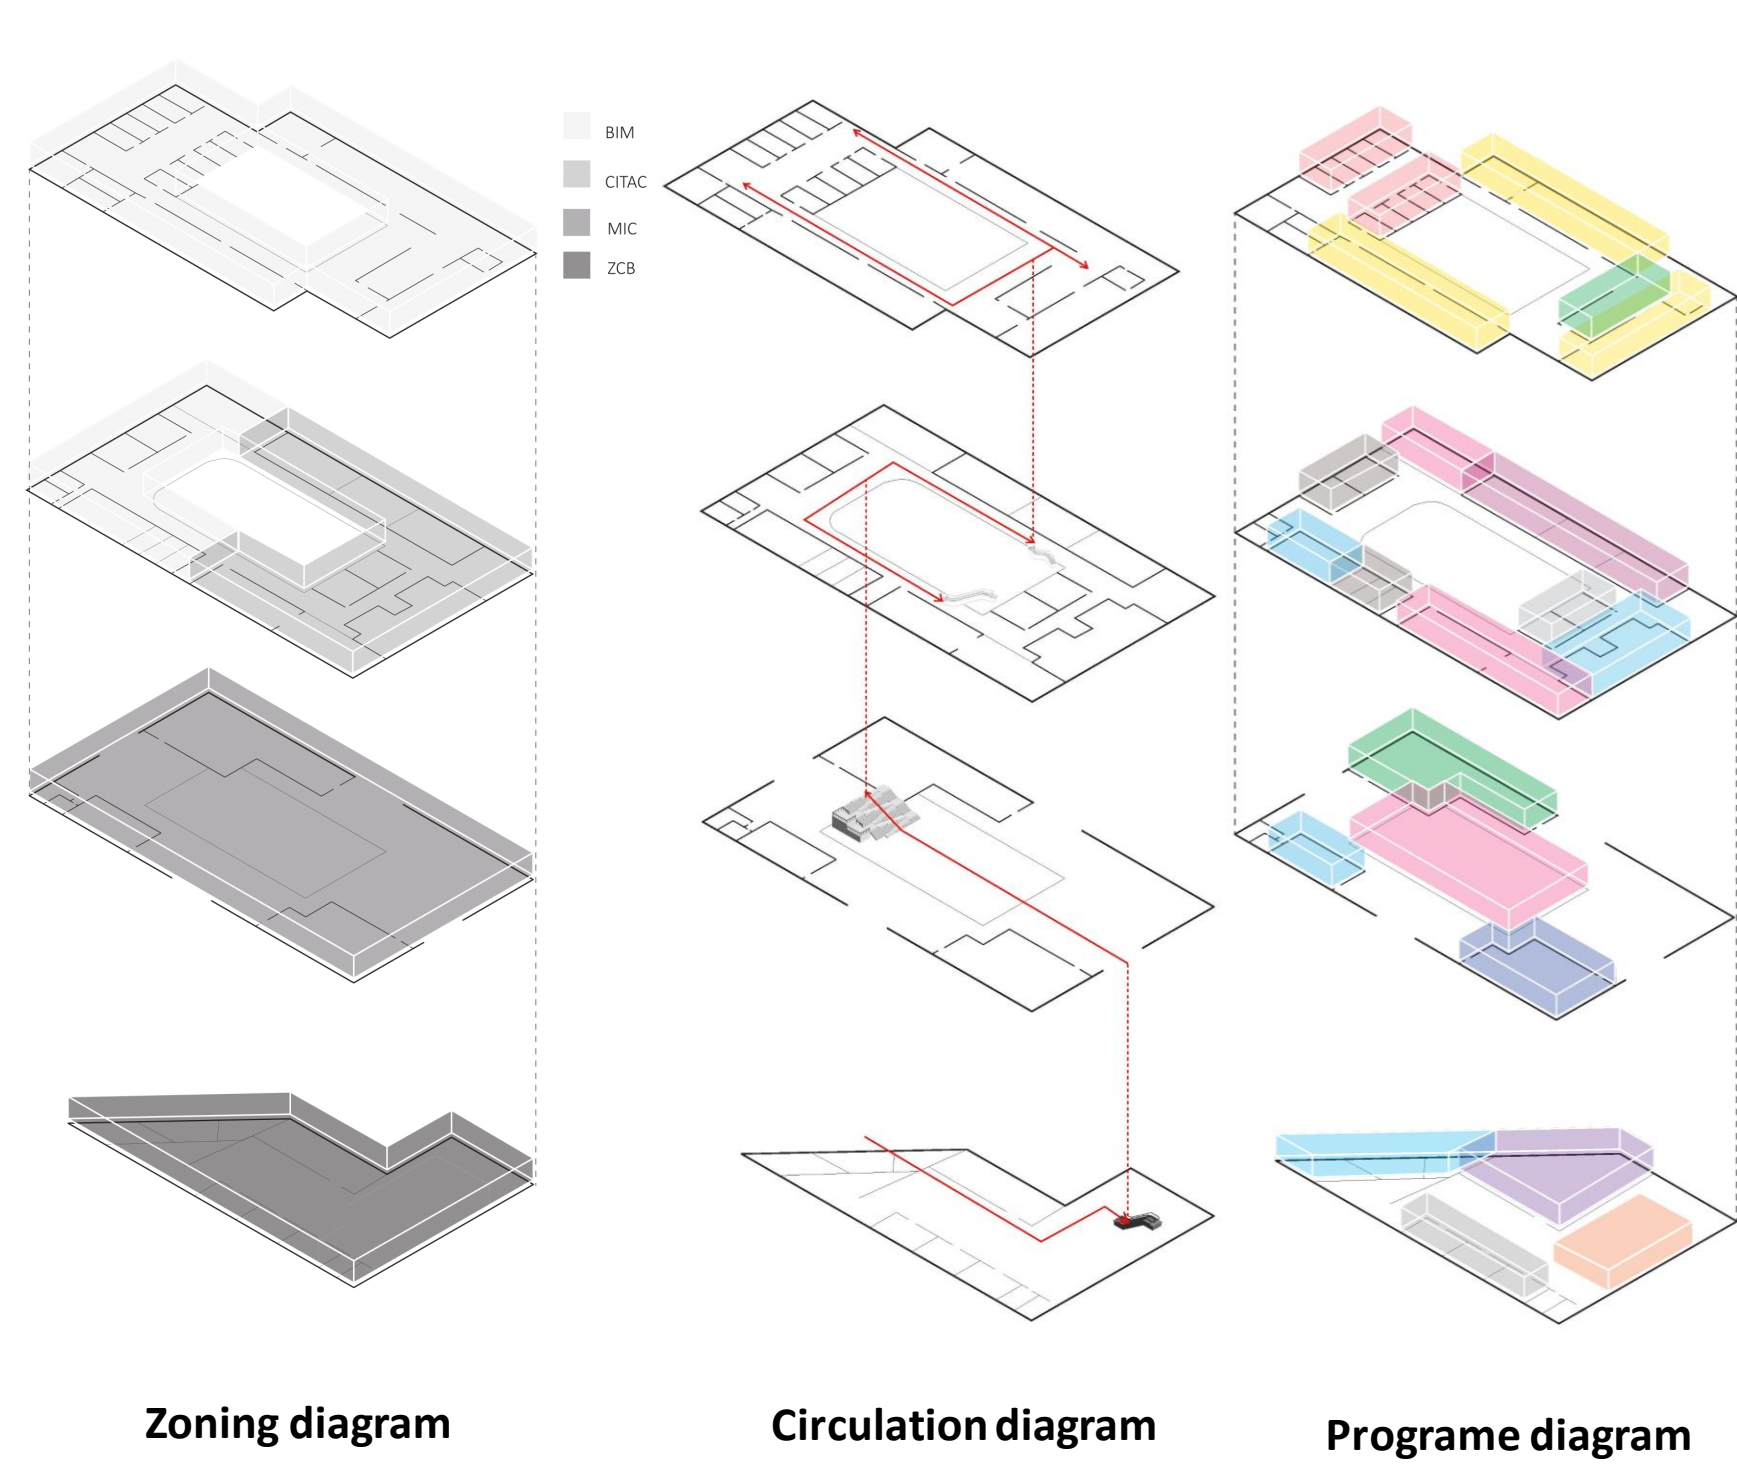 BIM
CITAC
MIC
ZCB
Zoning diagram
Circulation diagram
Programe diagram